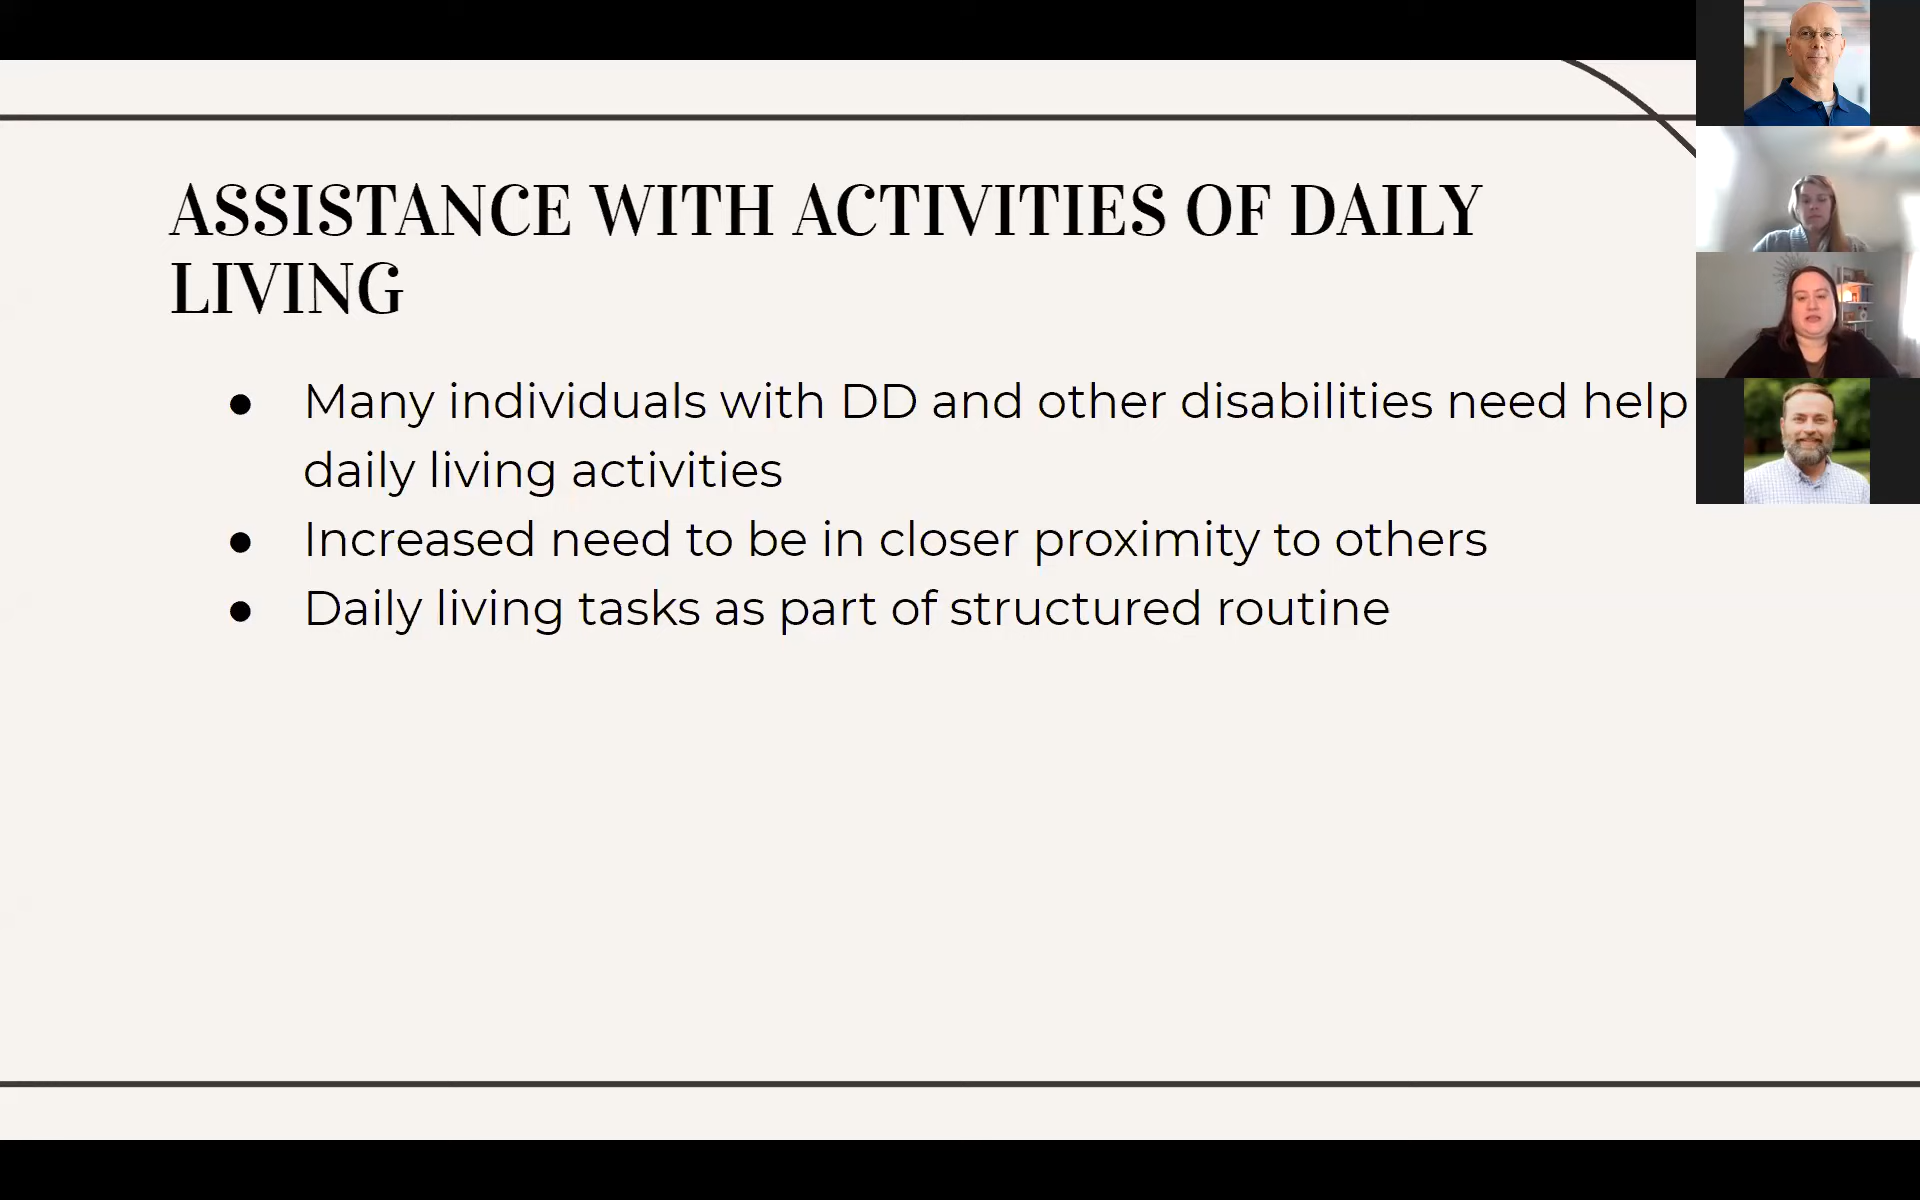 ASSISTANCE WITH ACTIVITIES OF DAILY
LIVING
● Many individuals with DD and other disabilities need help
daily living activities
● Increased need to be in closer proximity to others
● Daily living tasks as part of structured routine